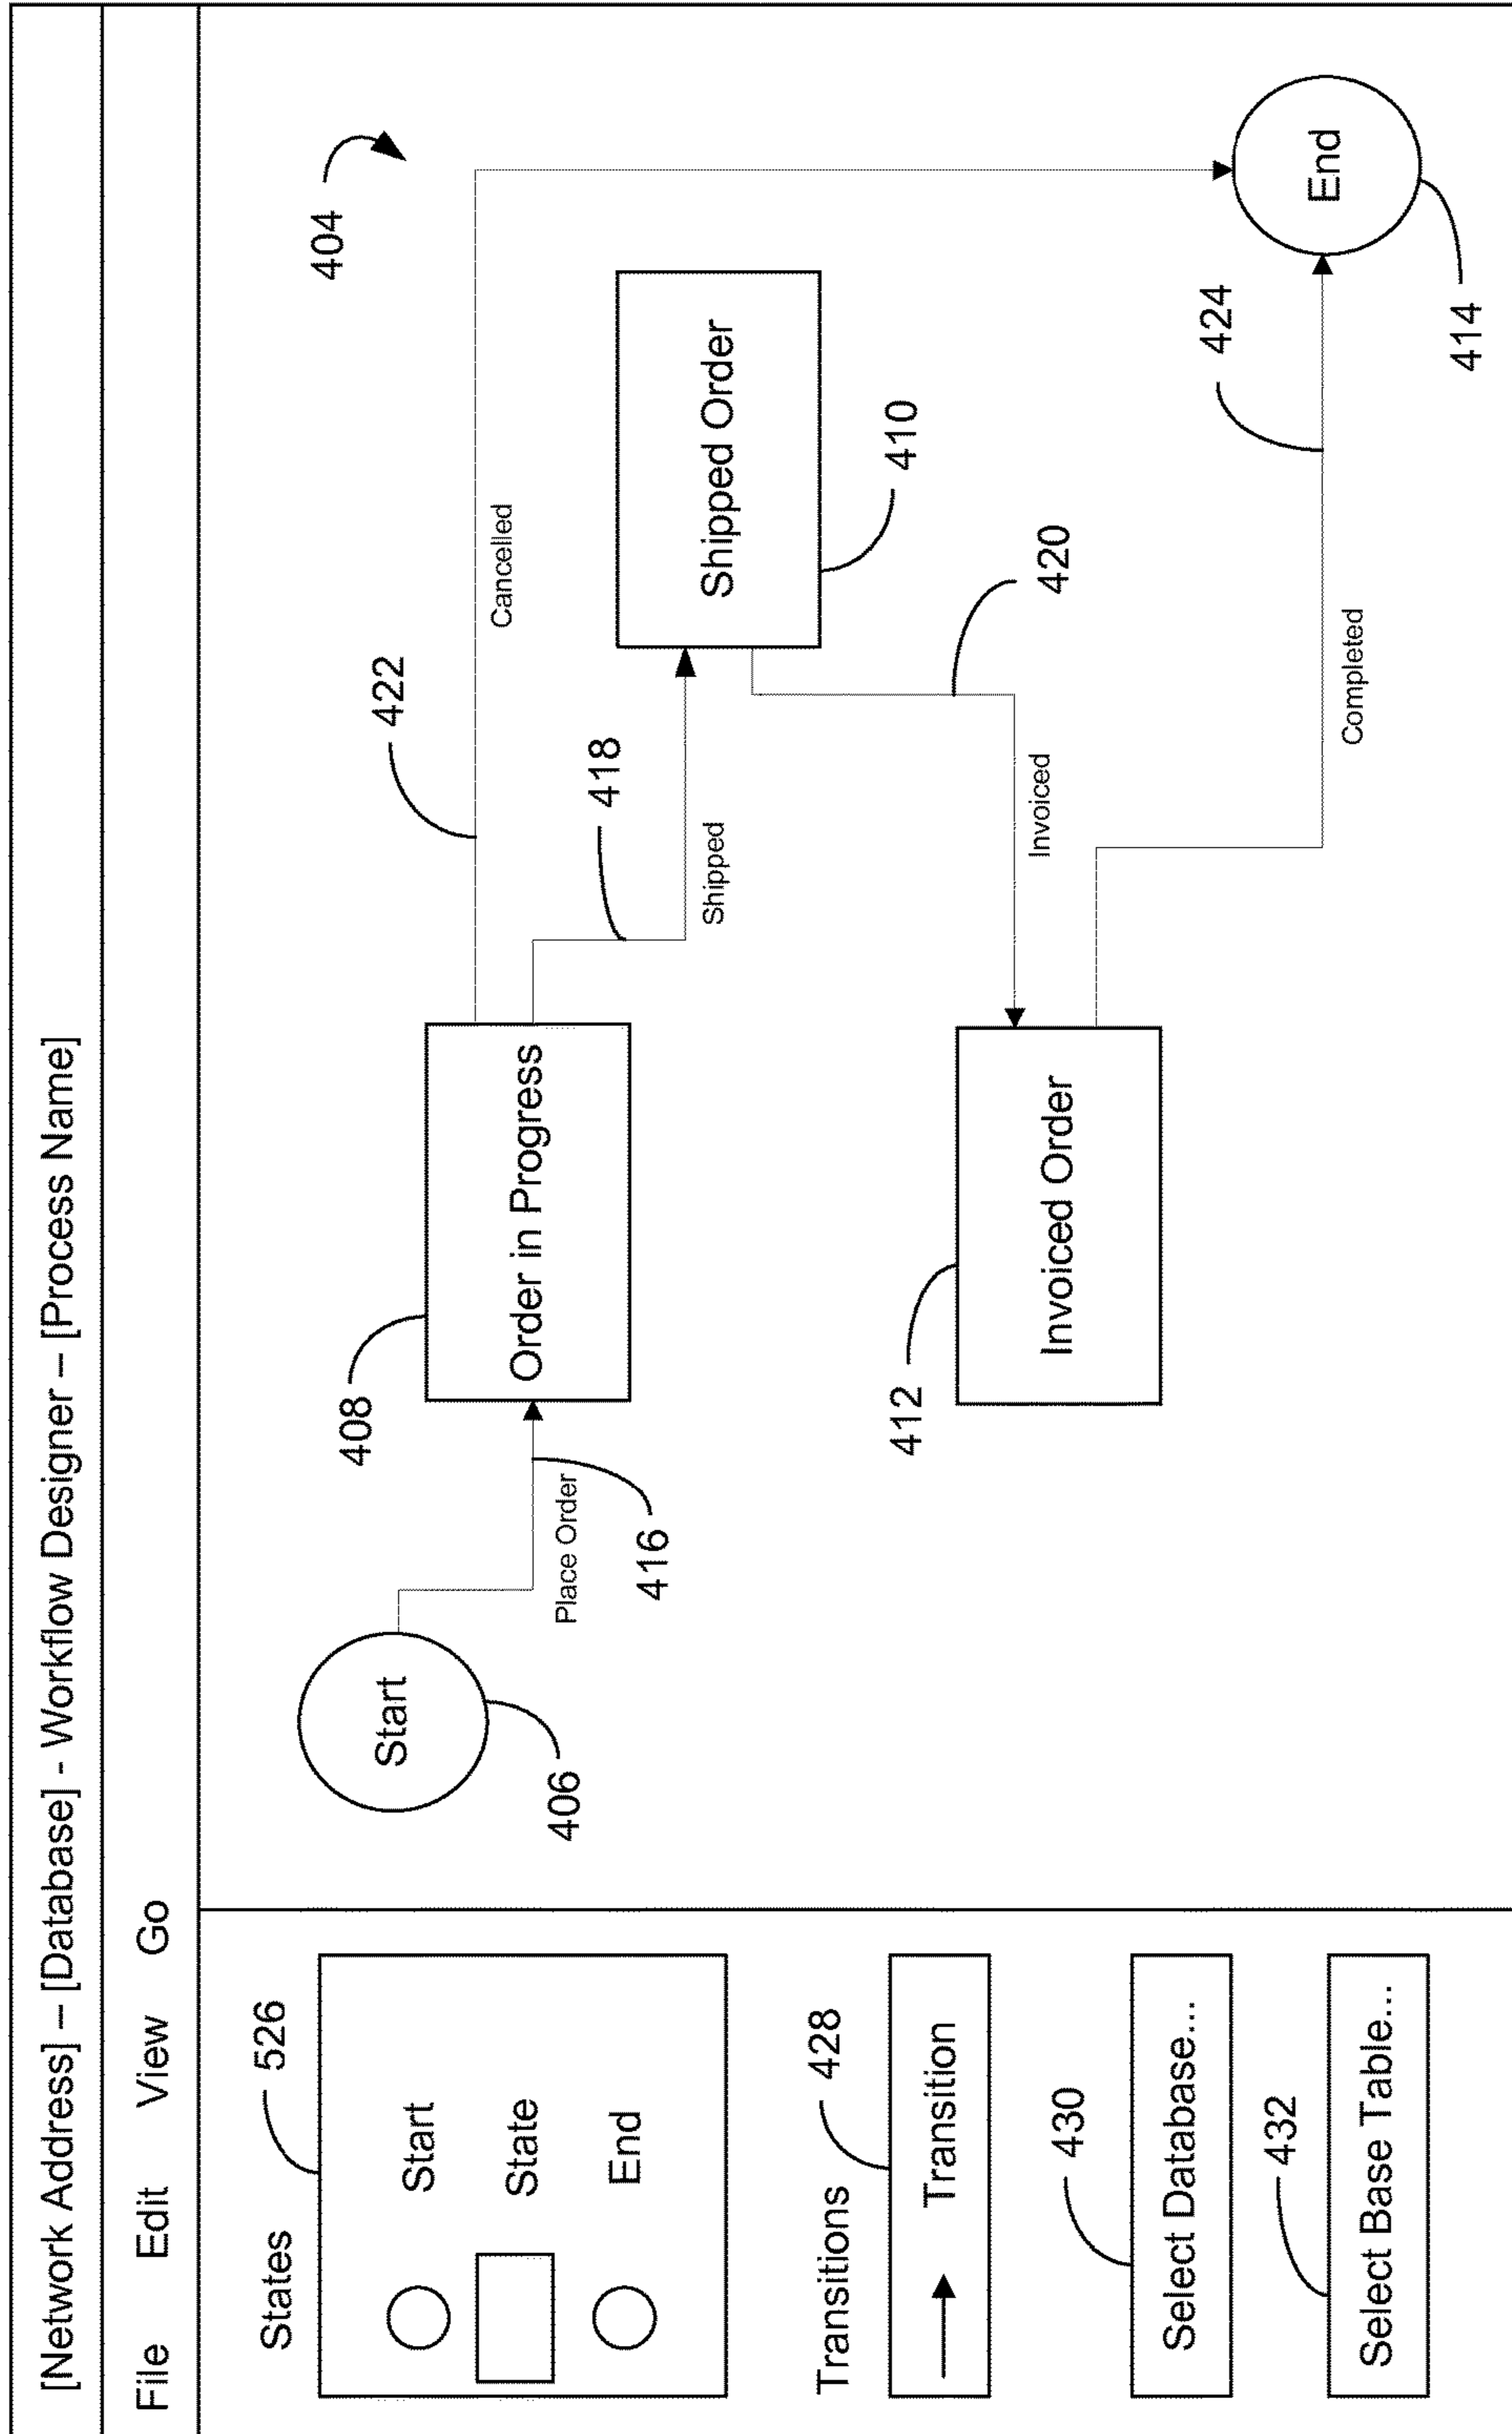 [Network Address] – [Database] - Workflow Designer – [Process Name]
File Edit View Go
States
526
Start
State
End
Transitions
428
Transition
430
Select Database...
432
Select Base Table...
404
Start
406
Place Order
416
408
Order in Progress
422
Cancelled
418
Shipped
Shipped Order
410
420
Invoiced
412
Invoiced Order
Completed
424
End
414